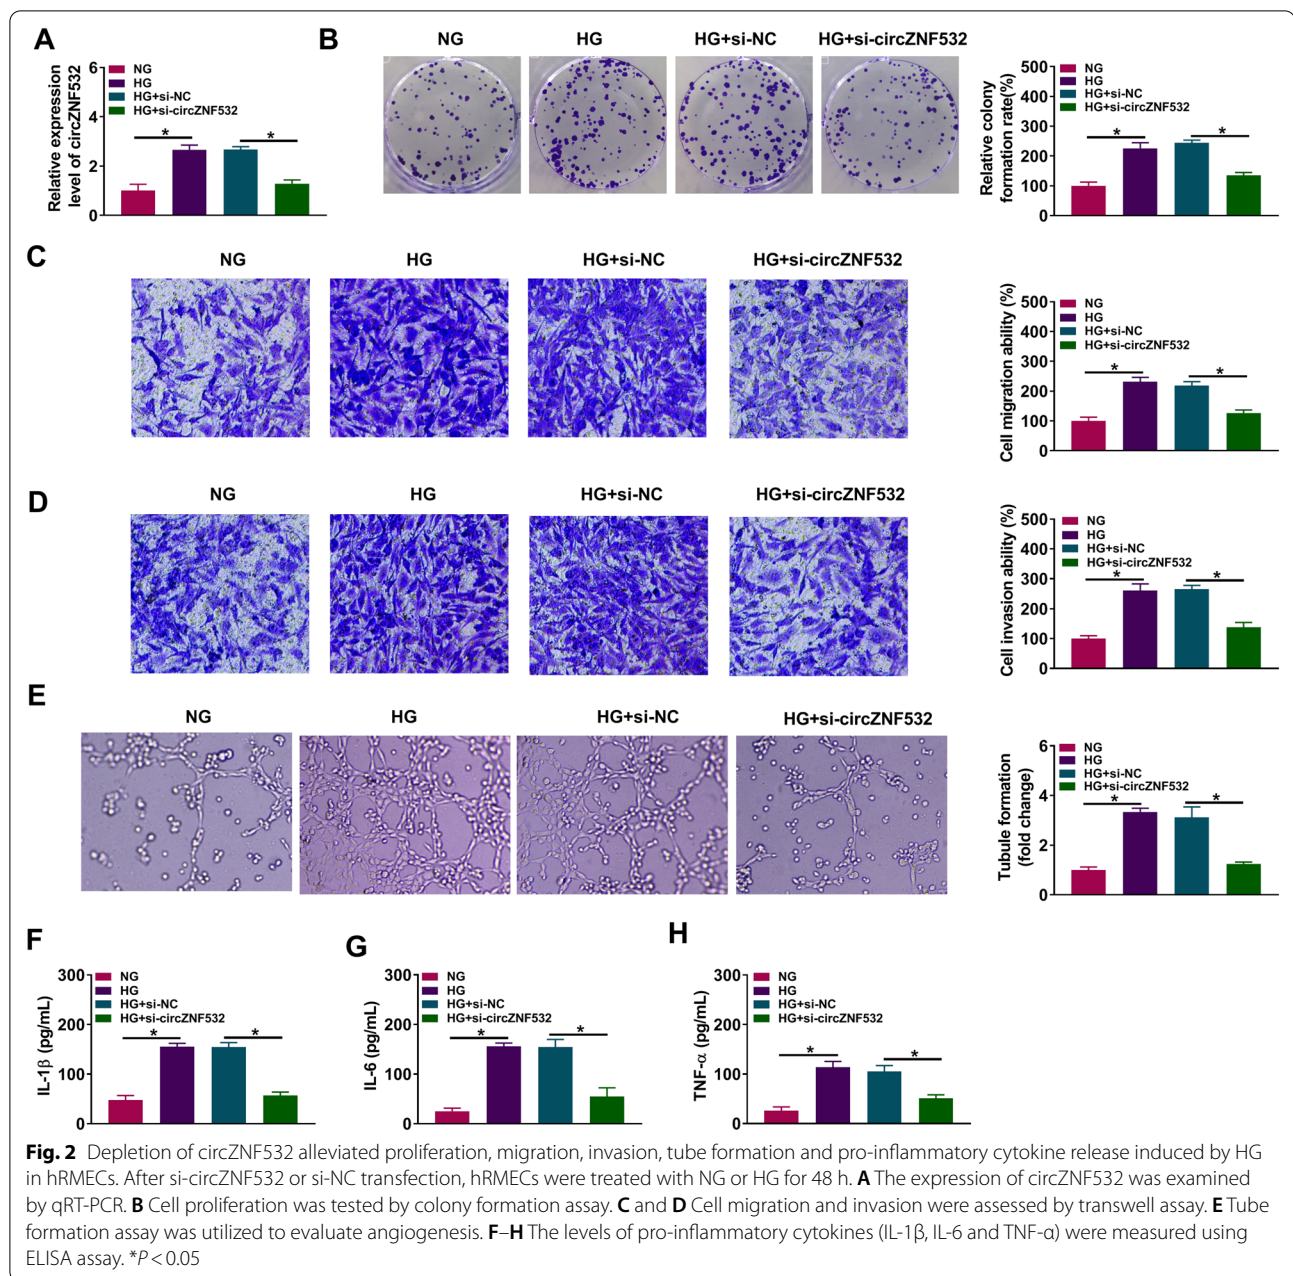 A
Relative expression
level of circZNF532
6
4
2
0
NG
HG
HG+si-NC
HG+si-circZNF532
*
*
B
NG
HG
HG+si-NC
HG+si-circZNF532
Relative colony
formation rate(%)
500
400
300
200
100
0
NG
HG
HG+si-NC
HG+si-circZNF532
*
*
C
NG
HG
HG+si-NC
HG+si-circZNF532
Cell migration ability (%)
500
400
300
200
100
0
NG
HG
HG+si-NC
HG+si-circZNF532
*
*
D
NG
HG
HG+si-NC
HG+si-circZNF532
Cell invasion ability (%)
500
400
300
200
100
0
NG
HG
HG+si-NC
HG+si-circZNF532
*
*
E
NG
HG
HG+si-NC
HG+si-circZNF532
Tubule formation
(fold change)
6
4
2
0
NG
HG
HG+si-NC
HG+si-circZNF532
*
*
F
IL-1β (pg/mL)
300
200
100
0
NG
HG
HG+si-NC
HG+si-circZNF532
*
*
G
IL-6 (pg/mL)
300
200
100
0
NG
HG
HG+si-NC
HG+si-circZNF532
*
*
H
TNF-α (pg/mL)
300
200
100
0
NG
HG
HG+si-NC
HG+si-circZNF532
*
*
Fig. 2 Depletion of circZNF532 alleviated proliferation, migration, invasion, tube formation and pro-inflammatory cytokine release induced by HG
in hRMECs. After si-circZNF532 or si-NC transfection, hRMECs were treated with NG or HG for 48 h. A The expression of circZNF532 was examined
by qRT-PCR. B Cell proliferation was tested by colony formation assay. C and D Cell migration and invasion were assessed by transwell assay. E Tube
formation assay was utilized to evaluate angiogenesis. F–H The levels of pro-inflammatory cytokines (IL-1β, IL-6 and TNF-α) were measured using
ELISA assay. *P < 0.05